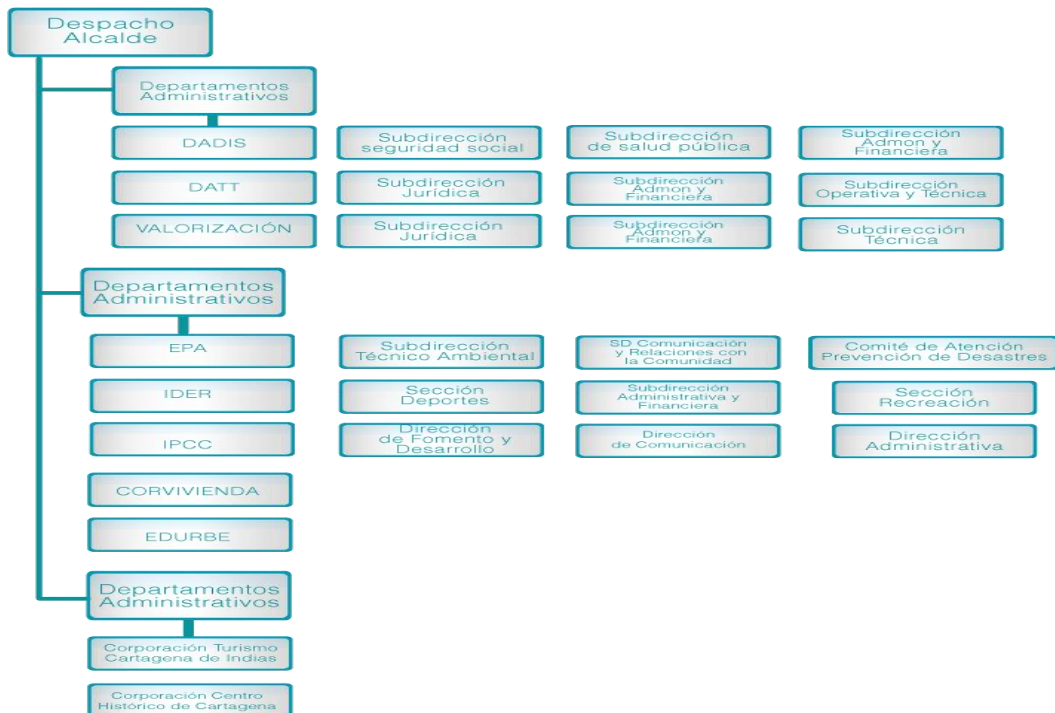 Despacho
Alcalde
Departamentos
Administrativos
DADIS
Subdirección
seguridad social
Subdirección
de salud pública
Subdirección
Admon y
Financiera
DATT
Subdirección
Jurídica
Subdirección
Admon y
Financiera
Subdirección
Operativa y Técnica
VALORIZACIÓN
Subdirección
Jurídica
Subdirección
Admon y
Financiera
Subdirección
Técnica
Departamentos
Administrativos
EPA
Subdirección
Técnico Ambiental
SD Comunicación
y Relaciones con
la Comunidad
Comité de Atención
Prevención de Desastres
IDER
Sección
Deportes
Subdirección
Administrativa y
Financiera
Sección
Recreación
IPCC
Dirección
de Fomento y
Desarrollo
Dirección
de Comunicación
Dirección
Administrativa
CORVIVIENDA
EDURBE
Departamentos
Administrativos
Corporación Turismo
Cartagena de Indias
Corporación Centro
Histórico de Cartagena